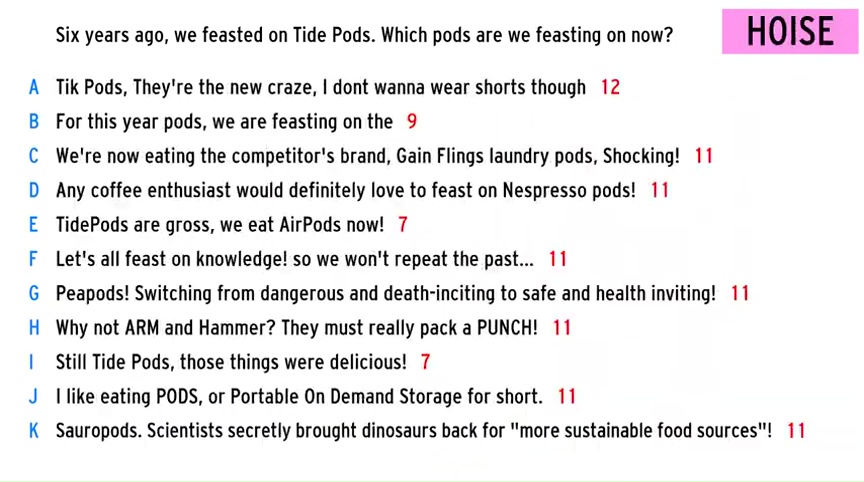 Six years ago, we feasted on Tide Pods. Which pods are we feasting on now?
HOISE
A Tik Pods, They're the new craze, I dont wanna wear shorts though 12
B For this year pods, we are feasting on the 9
C We're now eating the competitor's brand, Gain Flings laundry pods, Shocking! 11
D Any coffee enthusiast would definitely love to feast on Nespresso pods! 11
E TidePods are gross, we eat AirPods now! 7
F Let's all feast on knowledge! so we won't repeat the past... 11
G Peapods! Switching from dangerous and death-inciting to safe and health inviting! 11
H Why not ARM and Hammer? They must really pack a PUNCH! 11
I Still Tide Pods, those things were delicious! 7
J I like eating PODS, or Portable On Demand Storage for short. 11
K Sauropods. Scientists secretly brought dinosaurs back for "more sustainable food sources"! 11